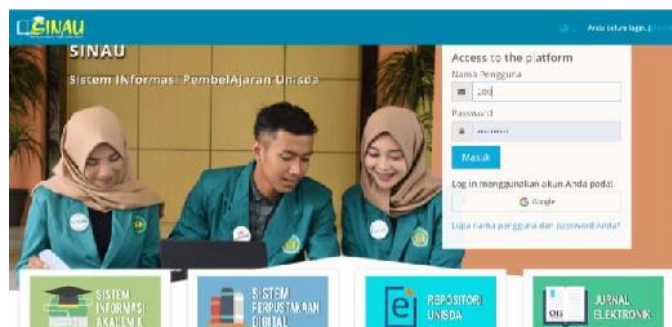 SINAU
Anda belum login.
SINAU
Sistem INformasi PembelAjaran Unisda
Access to the platform
Nama Pengguna
200
Password
Masuk
Log in menggunakan akun Anda pada:
Google
Lupa nama pengguna dan password Anda?
SISTEM
INFORMASI
AKADEMIK
SISTEM
PERPUSTAKAAN
DIGITAL
REPOSITORI
UNISDA
OJS
JURNAL
ELEKTRONIK